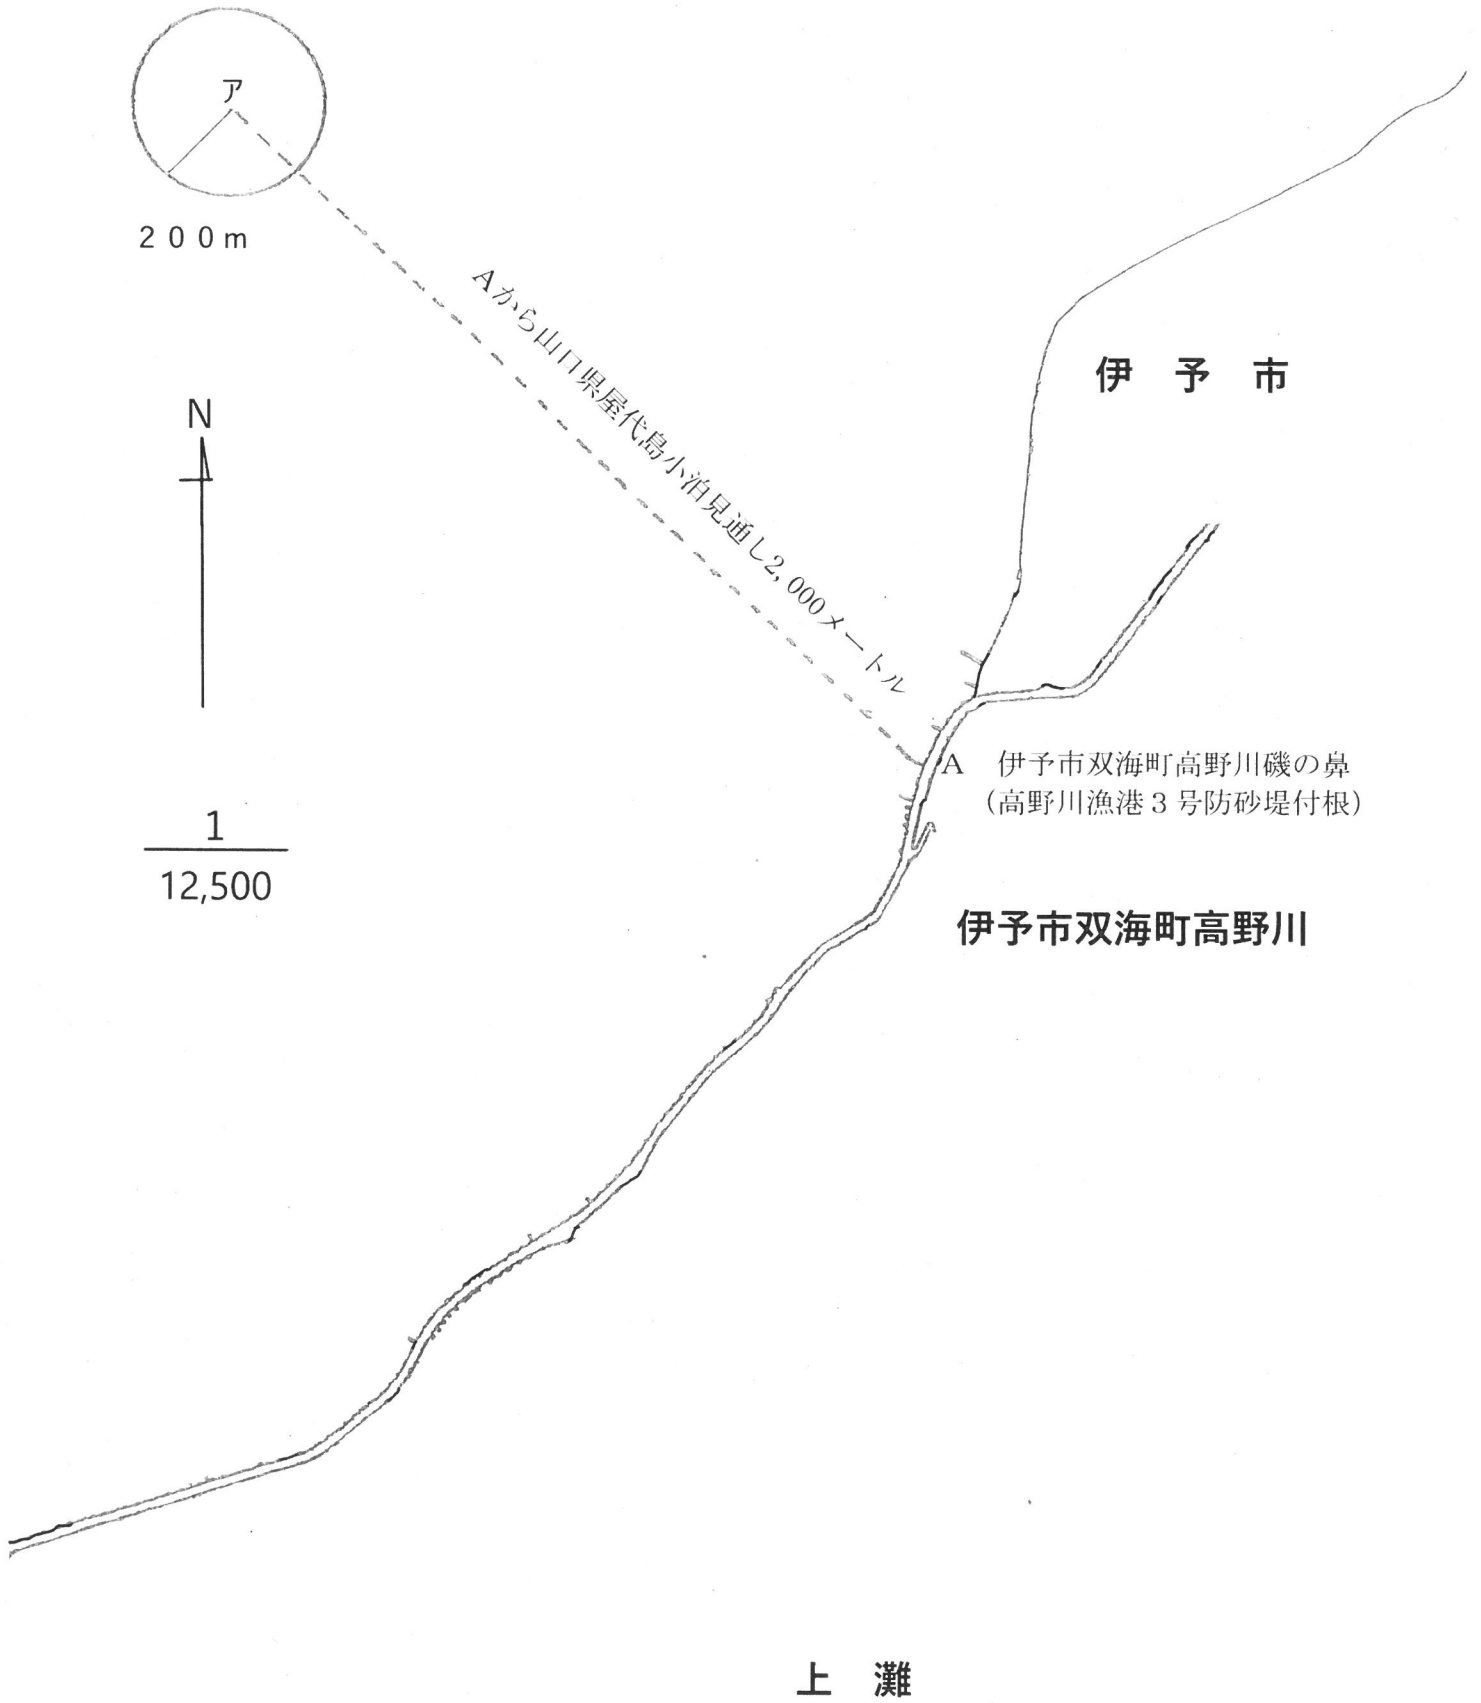 ア
２００ｍ
Aから山口県屋代島小泊見通し2,000メートル
伊 予 市
N
A 伊予市双海町高野川磯の鼻
（高野川漁港３号防砂堤付根）
1
12,500
伊予市双海町高野川
上 灘